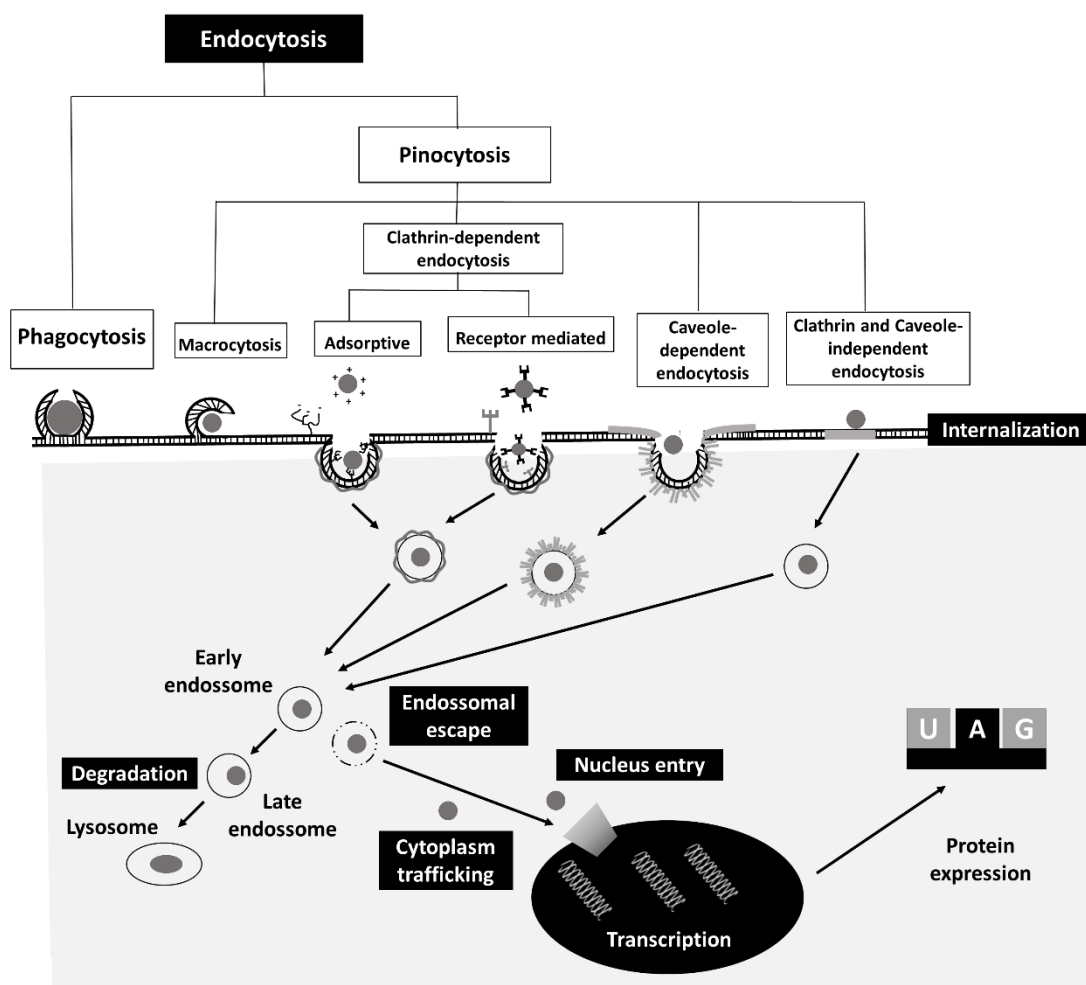 Endocytosis
Pinocytosis
Clathrin-dependent
endocytosis
Phagocytosis
Macrocytosis
Adsorptive
Receptor mediated
Caveole-
dependent
endocytosis
Clathrin and Caveole-
independent
endocytosis
Internalization
Early
endossome
Endossomal
escape
Degradation
Late
endossome
Lysosome
Cytoplasm
trafficking
Nucleus entry
Transcription
U A G
Protein
expression